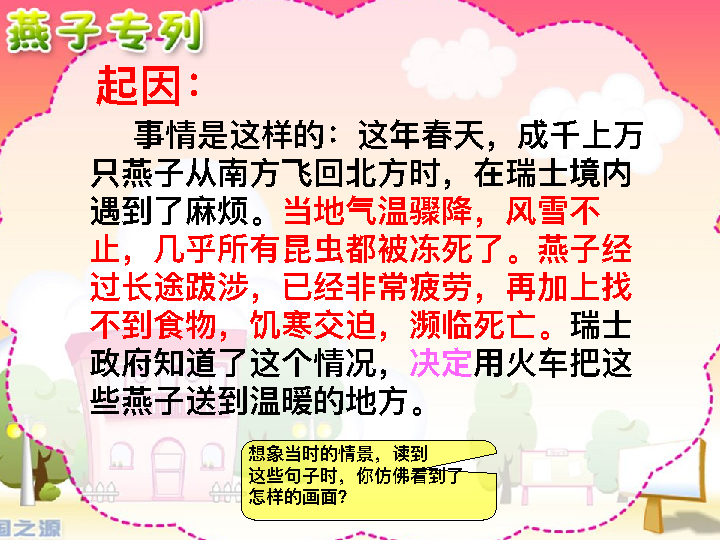 燕子专列
起因：
事情是这样的：这年春天，成千上万
只燕子从南方飞回北方时，在瑞士境内
遇到了麻烦。当地气温骤降，风雪不
止，几乎所有昆虫都被冻死了。燕子经
过长途跋涉，已经非常疲劳，再加上找
不到食物，饥寒交迫，濒临死亡。瑞士
政府知道了这个情况，决定用火车把这
些燕子送到温暖的地方。
想象当时的情景，读到
这些句子时，你仿佛看到了
怎样的画面？
国之源